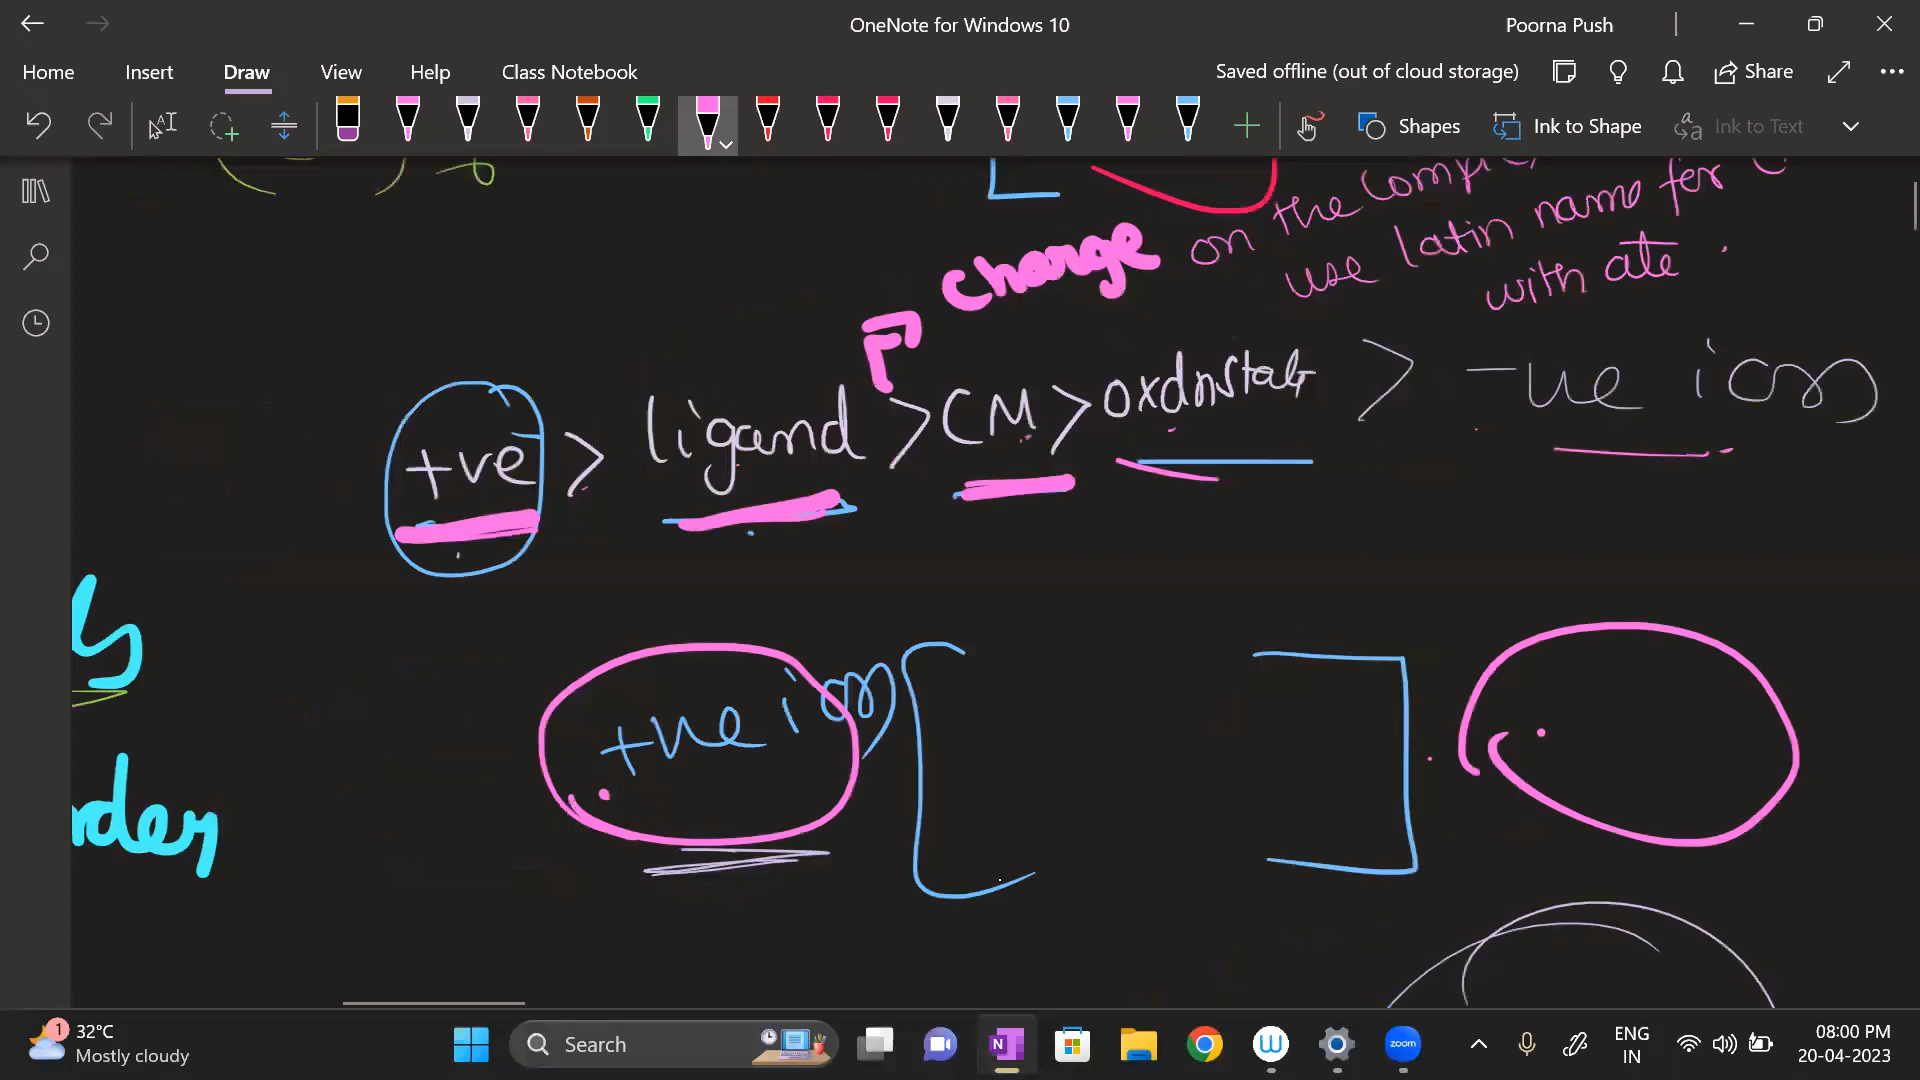 OneNote for Windows 10
Poorna Push
Home Insert Draw View Help Class Notebook
Saved offline (out of cloud storage)
Share
Shapes Ink to Shape Ink to Text
on the
use latin name for
with ate .
change
+ve > ligand > CM > oxdnstate > -ve ion
+ve ion
[ ]
32°C
Mostly cloudy
1
Search
zoom
ENG
IN
08:00 PM
20-04-2023